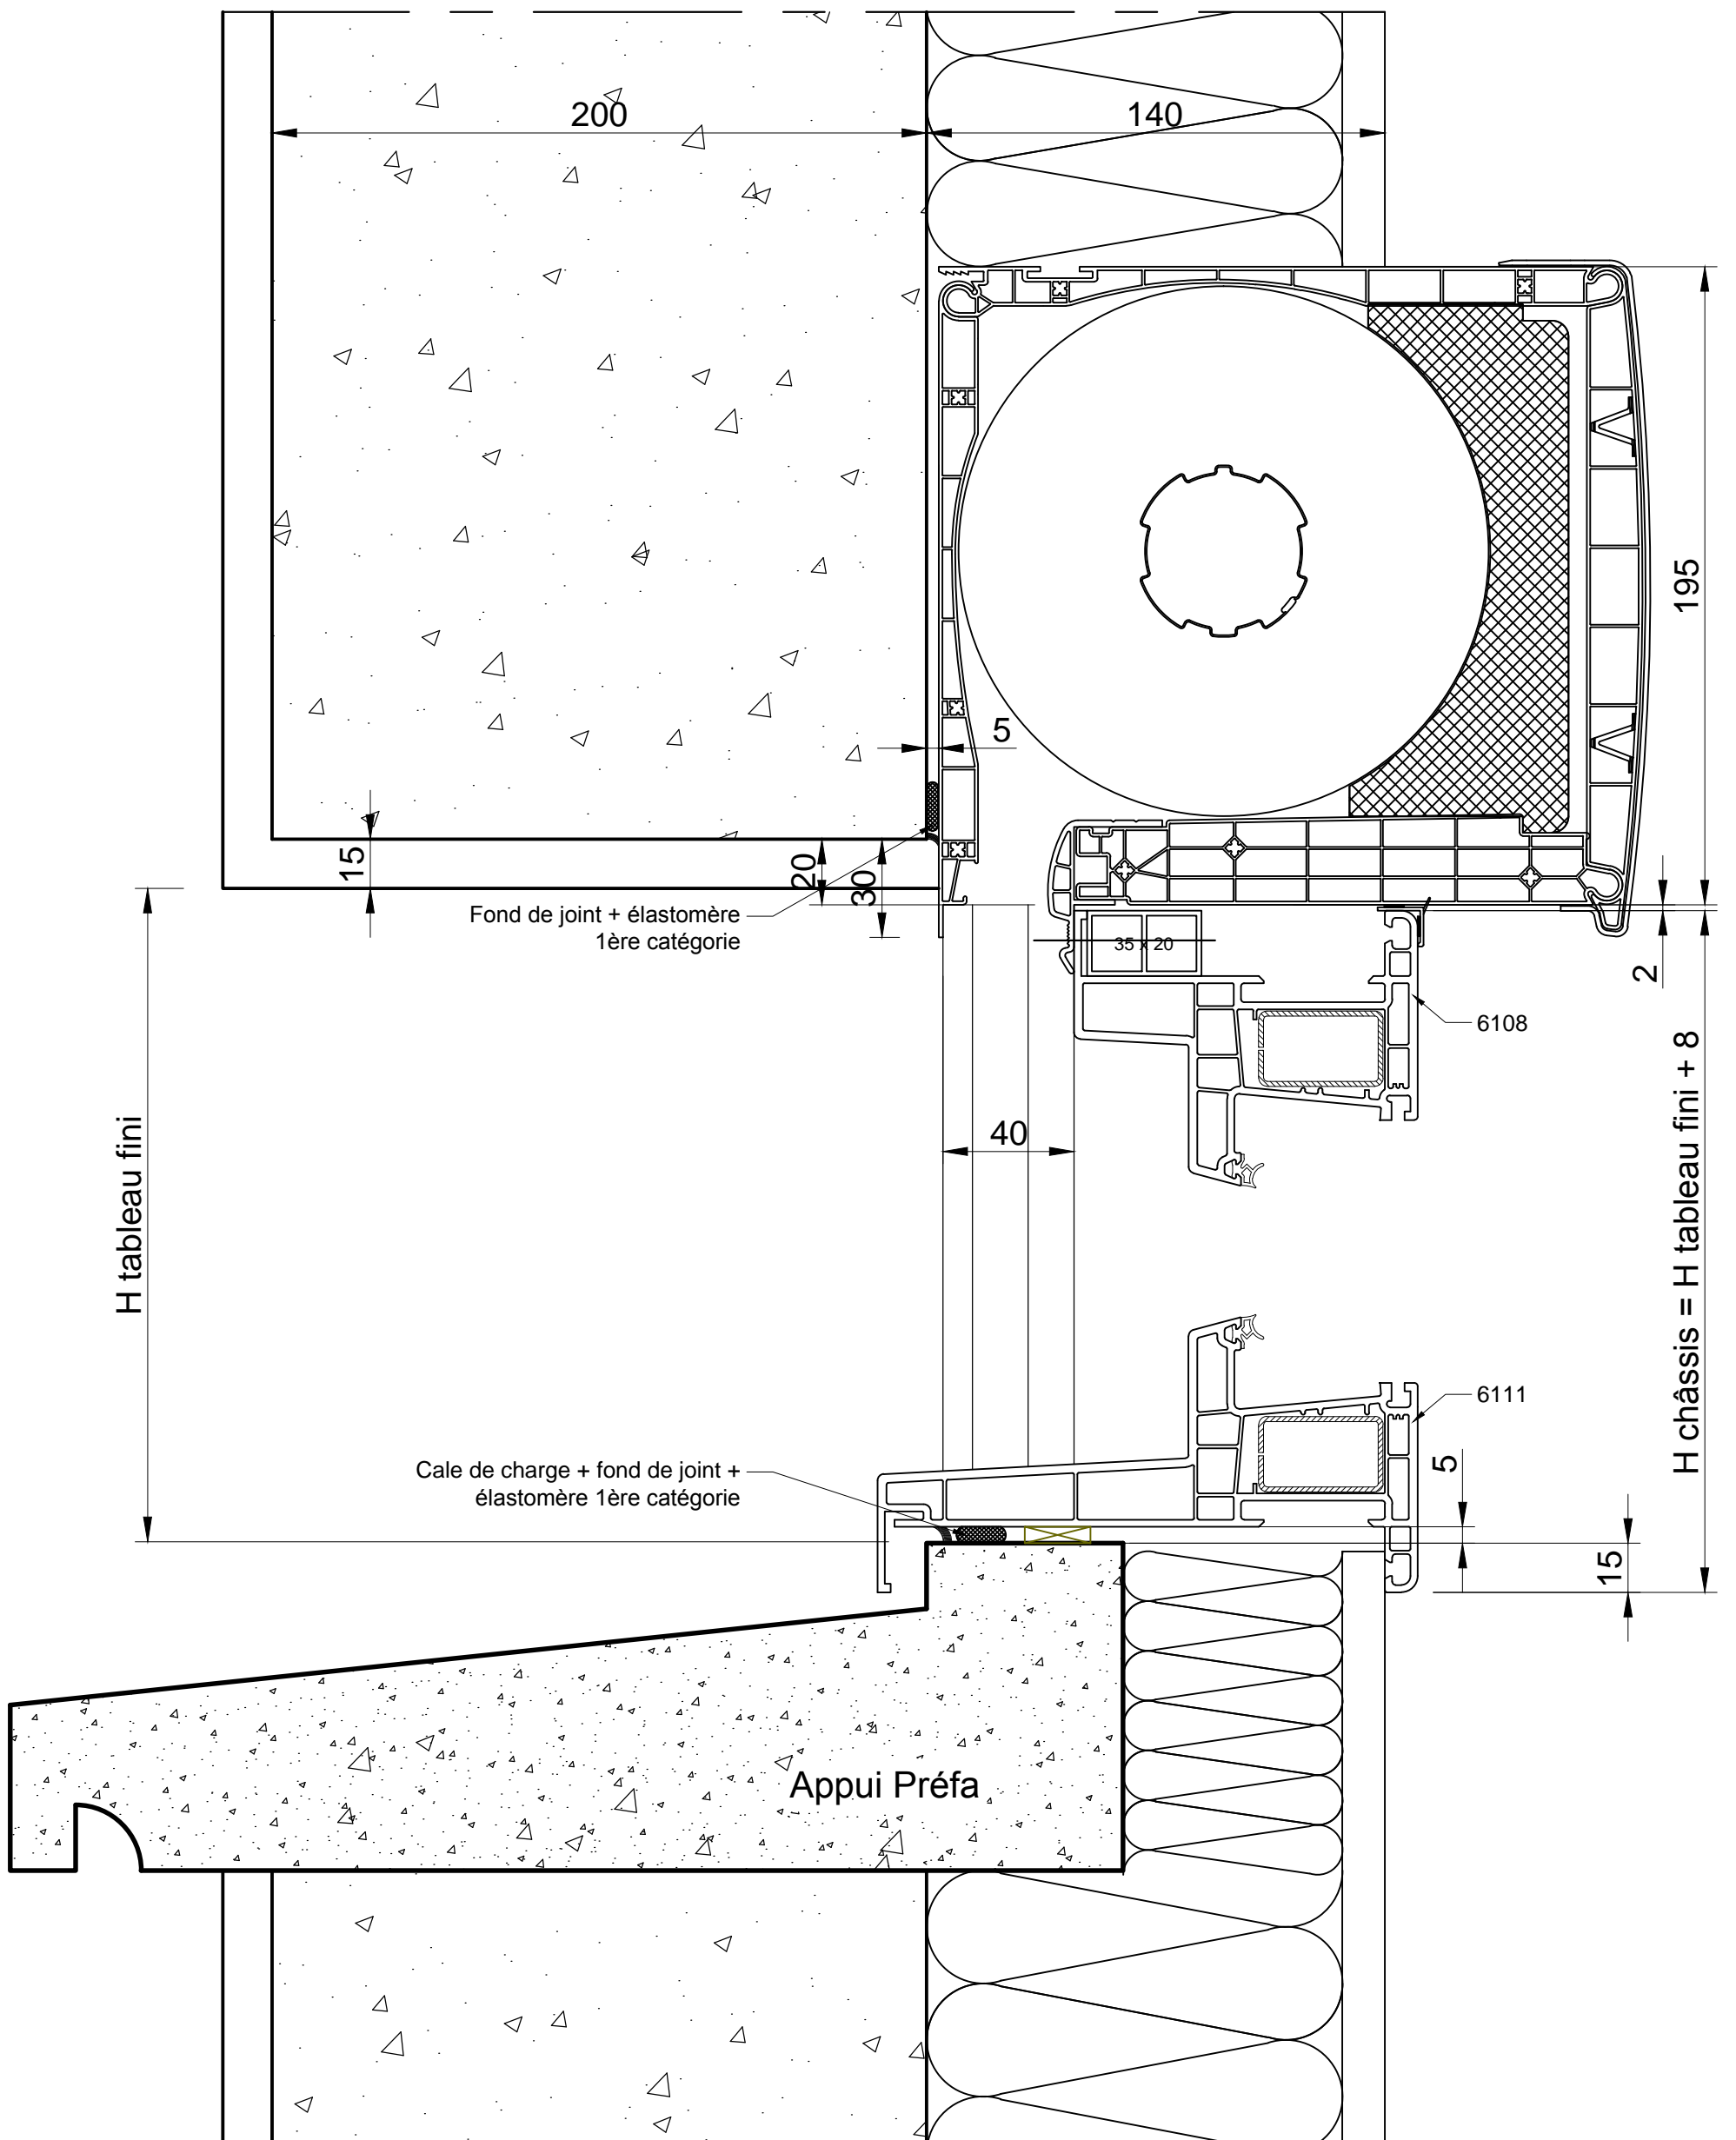 200
140
195
5
15
20
30
Fond de joint + élastomère
1ère catégorie
35 x 20
2
6108
H châssis = H tableau fini + 8
H tableau fini
40
6111
Cale de charge + fond de joint +
élastomère 1ère catégorie
5
15
Appui Préfa